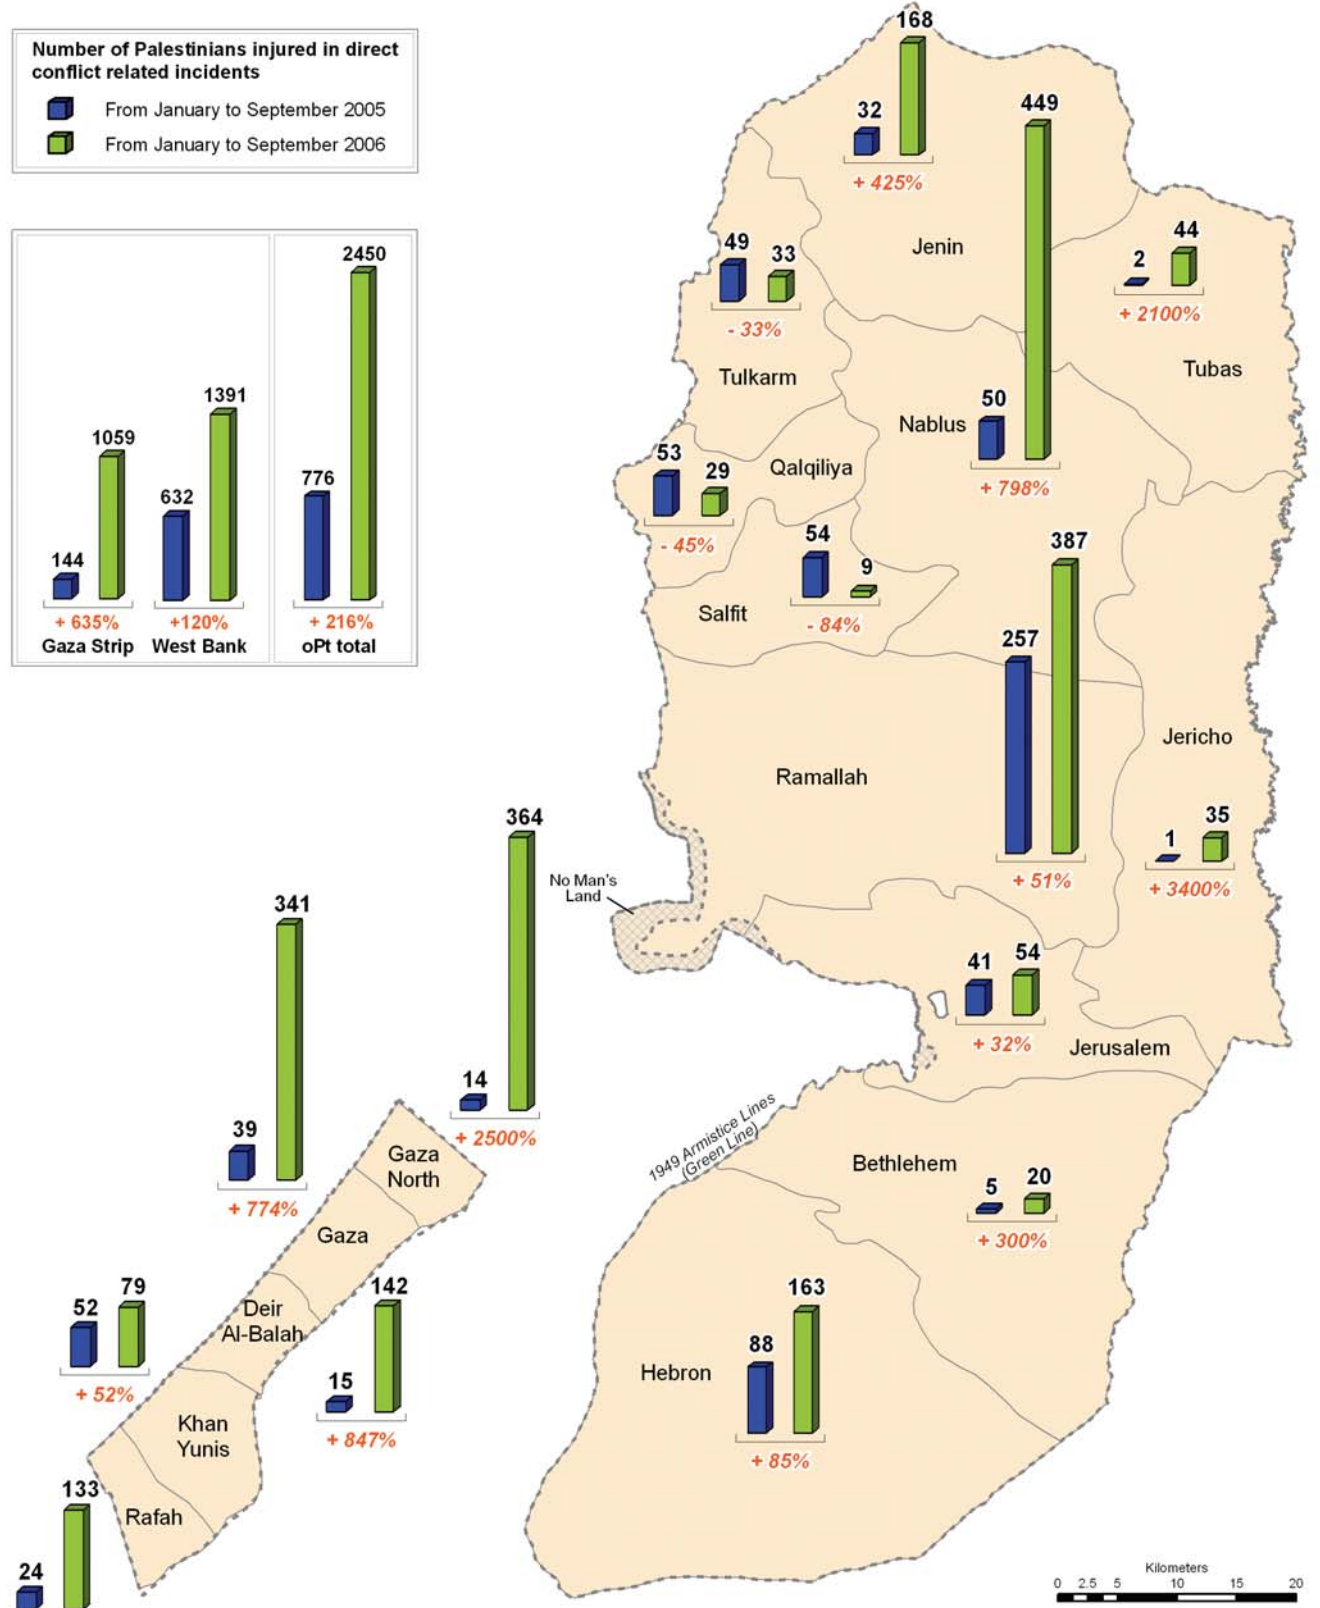 Number of Palestinians injured in direct
conflict related incidents
From January to September 2005
From January to September 2006
144
1059
+ 635%
Gaza Strip
632
1391
+120%
West Bank
776
2450
+ 216%
oPt total
32
168
+ 425%
Jenin
50
449
Nablus
+ 798%
2
44
+ 2100%
Tubas
49
33
- 33%
Tulkarm
53
29
- 45%
Qalqiliya
54
9
- 84%
Salfit
257
387
+ 51%
Ramallah
Jericho
1
35
+ 3400%
No Man's
Land
41
54
+ 32%
Jerusalem
1949 Armistice Lines
(Green Line)
Bethlehem
5
20
+ 300%
Hebron
88
163
+ 85%
14
364
+ 2500%
Gaza
North
39
341
+ 774%
Gaza
52
79
+ 52%
Deir
Al-Balah
15
142
+ 847%
Khan
Yunis
24
133
Rafah
Kilometers
0 2.5 5 10 15 20